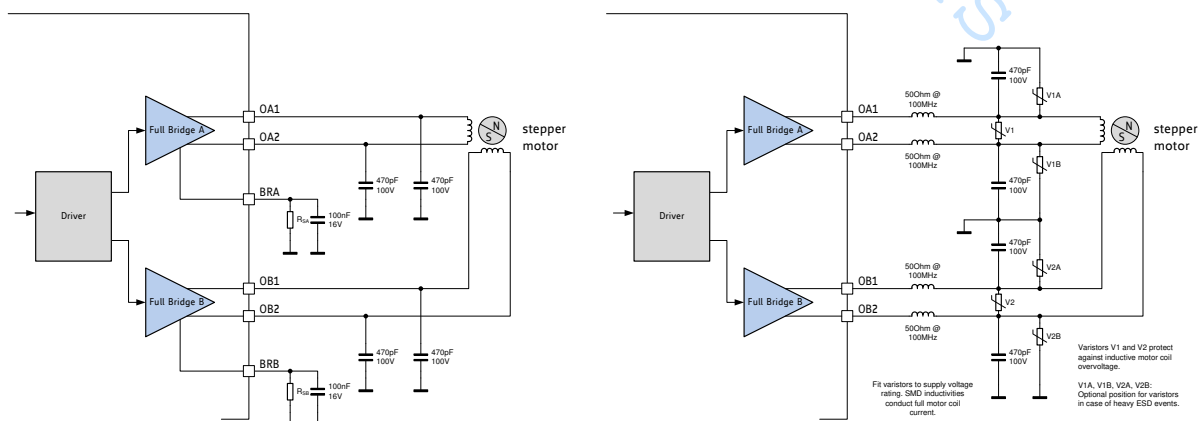 OA1
Full Bridge A
OA2
N
S
stepper
motor
470pF
100V
470pF
100V
BRA
RSA
100nF
16V
Driver
OB1
Full Bridge B
OB2
470pF
100V
470pF
100V
BRB
RSB
100nF
16V
470pF
100V
V1A
50Ohm @
100MHz
OA1
Full Bridge A
V1
N
S
stepper
motor
OA2
50Ohm @
100MHz
V1B
470pF
100V
Driver
470pF
100V
50Ohm @
100MHz
V2A
OB1
Full Bridge B
V2
OB2
50Ohm @
100MHz
V2B
470pF
100V
Fit varistors to supply voltage
rating. SMD inductivities
conduct full motor coil
current.
Varistors V1 and V2 protect
against inductive motor coil
overvoltage.
V1A, V1B, V2A, V2B:
Optional position for varistors
in case of heavy ESD events.